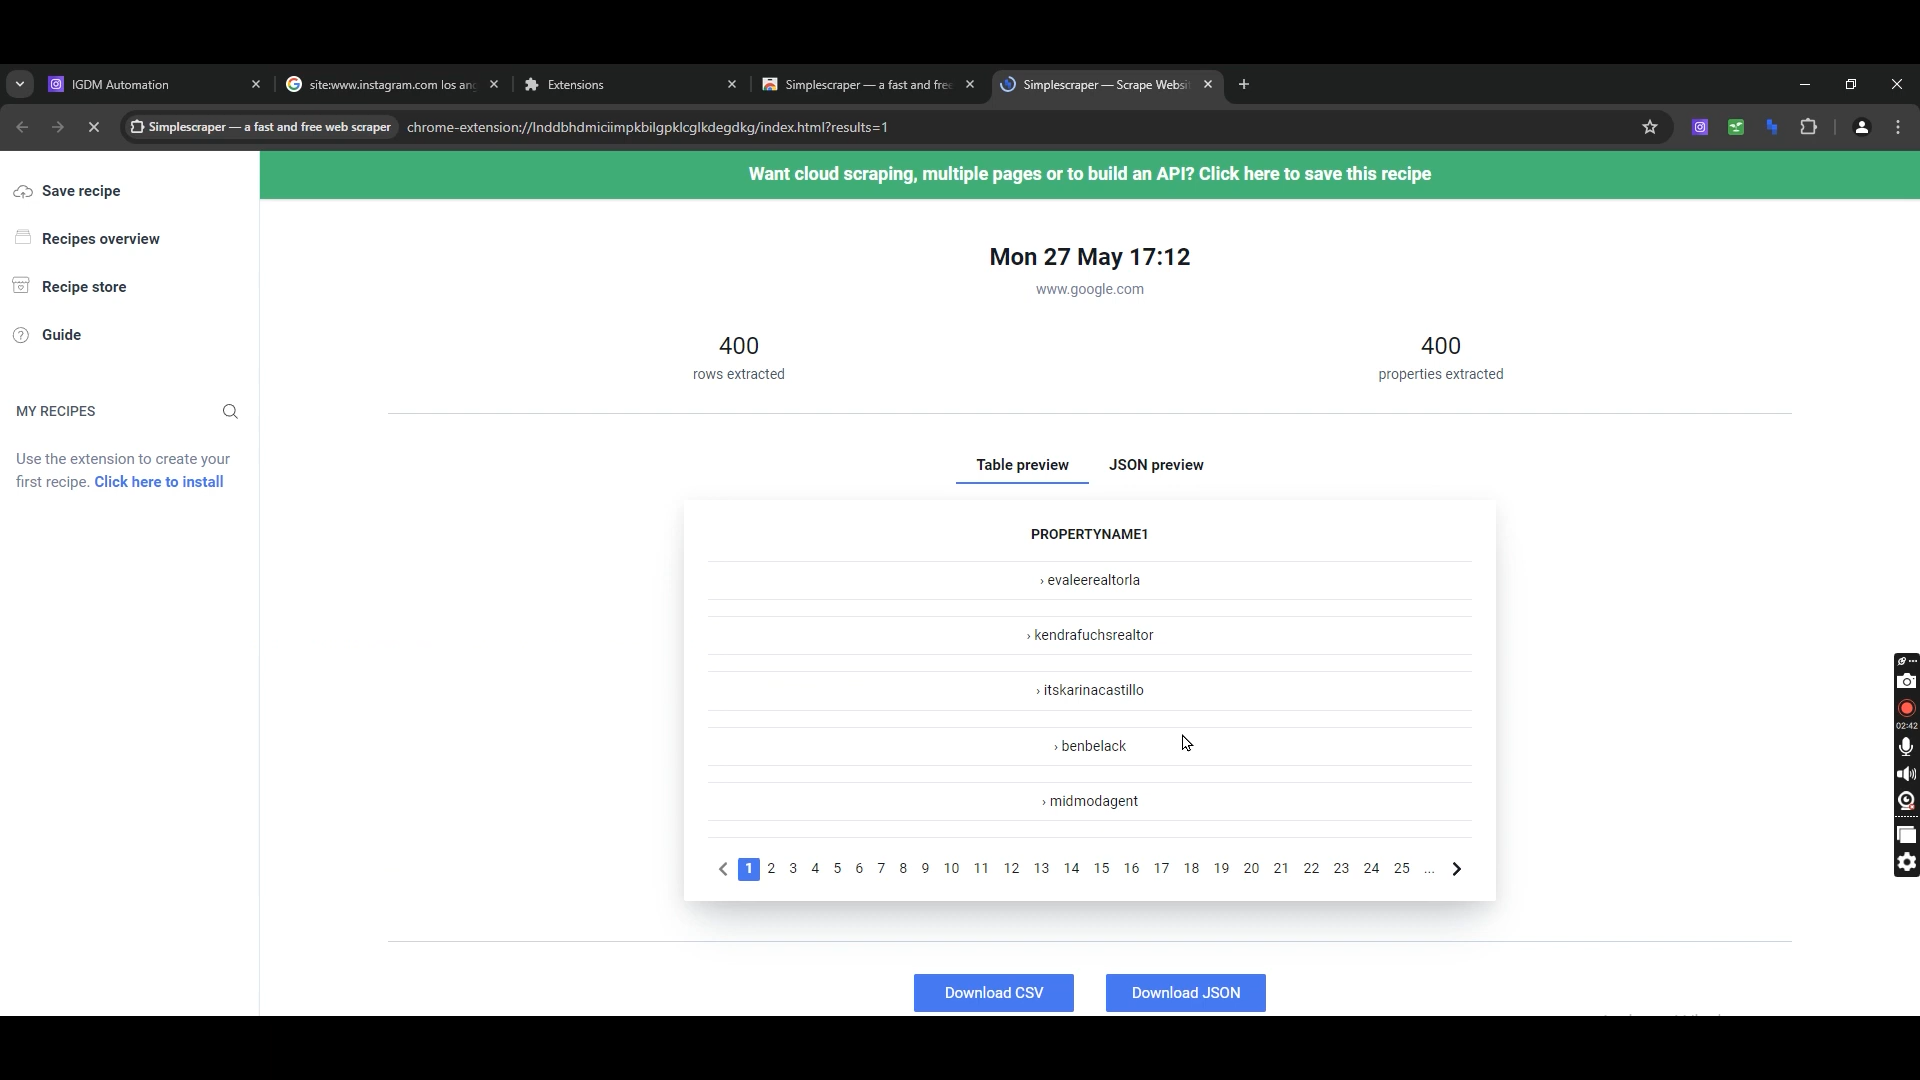 IGDM Automation
site:www.instagram.com los ang
Extensions
Simplescraper — a fast and free
Simplescraper — Scrape Websit
Simplescraper — a fast and free web scraper
chrome-extension://lnddbhdmiciimpkbilgpklcglkdegdkg/index.html?results=1
Save recipe
Recipes overview
Recipe store
Guide
MY RECIPES
Use the extension to create your
first recipe. Click here to install
Want cloud scraping, multiple pages or to build an API? Click here to save this recipe
Mon 27 May 17:12
www.google.com
400
rows extracted
400
properties extracted
Table preview
JSON preview
PROPERTYNAME1
› evaleerealtorla
› kendrafuchsrealtor
› itskarinacastillo
› benbelack
› midmodagent
1 2 3 4 5 6 7 8 9 10 11 12 13 14 15 16 17 18 19 20 21 22 23 24 25 ...
Download CSV
Download JSON
02:42